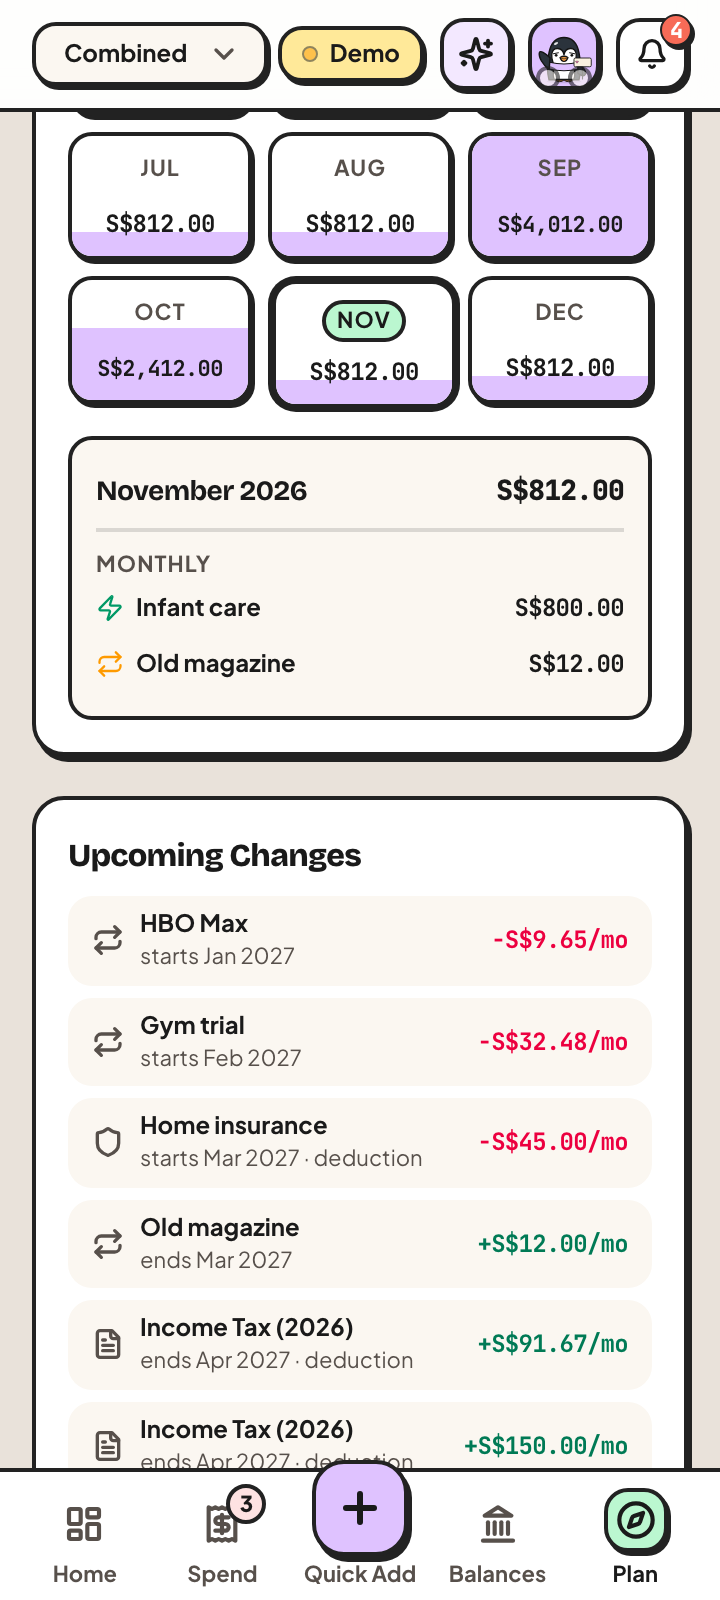 Combined
Demo
4
JUL
AUG
SEP
S$812.00
S$812.00
S$4,012.00
OCT
NOV
DEC
S$2,412.00
S$812.00
S$812.00
November 2026
S$812.00
MONTHLY
Infant care
S$800.00
Old magazine
S$12.00
Upcoming Changes
HBO Max
starts Jan 2027
-S$9.65/mo
Gym trial
starts Feb 2027
-S$32.48/mo
Home insurance
starts Mar 2027 · deduction
-S$45.00/mo
Old magazine
ends Mar 2027
+S$12.00/mo
Income Tax (2026)
ends Apr 2027 · deduction
+S$91.67/mo
Income Tax (2026)
ends Apr 2027 · deduction
+S$150.00/mo
3
Home
Spend
Quick Add
Balances
Plan